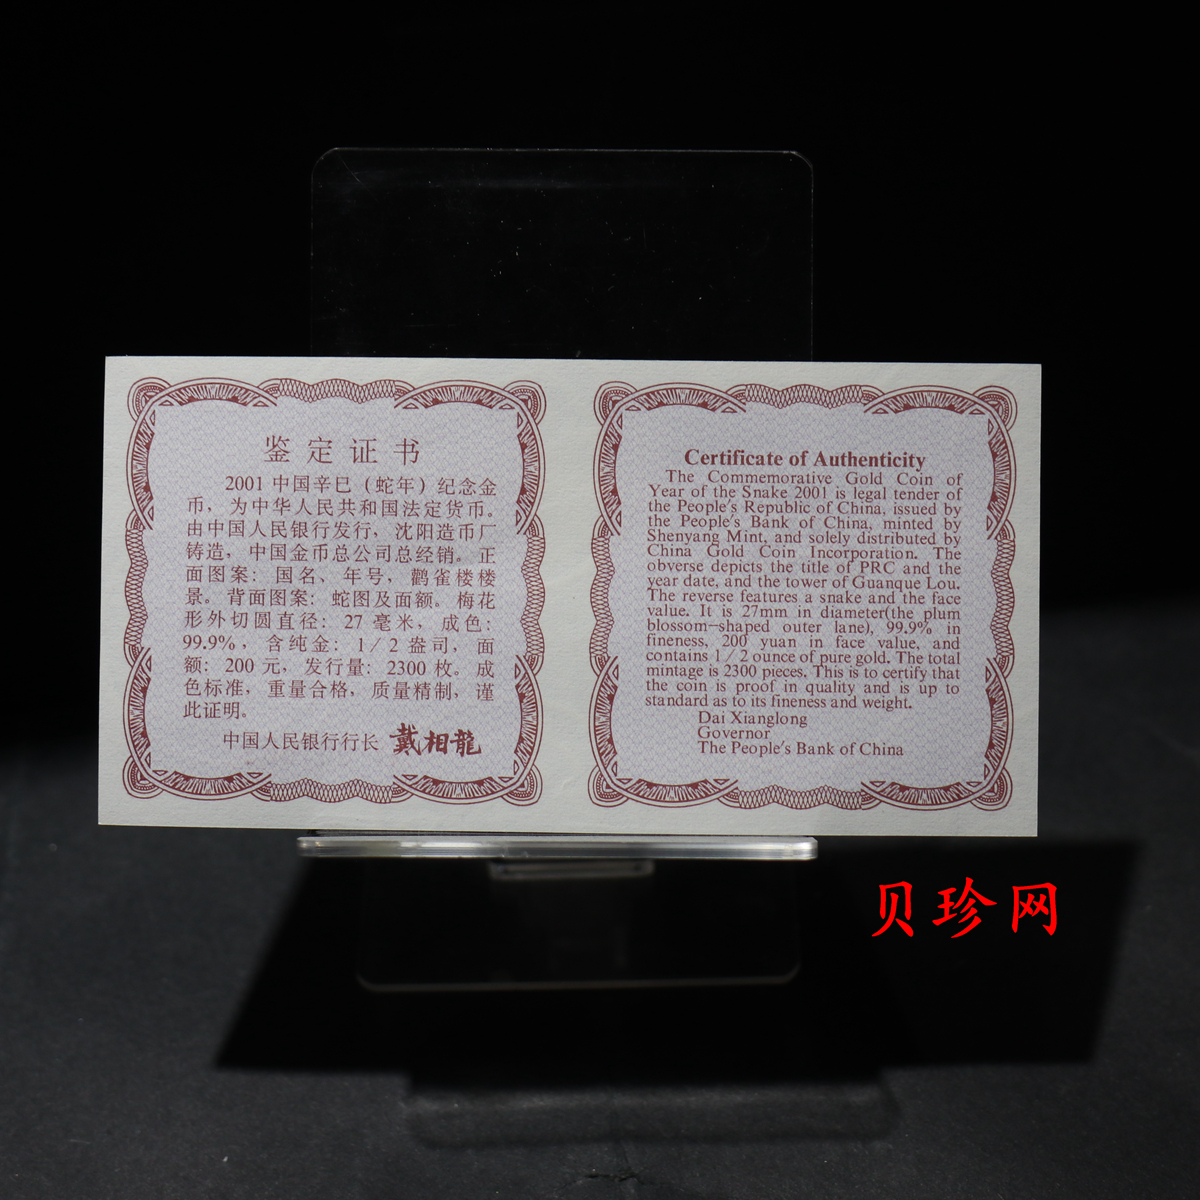 鉴定证书
2001 中国辛巳（蛇年）纪念金
币，为中华人民共和国法定货币。
由中国人民银行发行，沈阳造币厂
铸造，中国金币总公司总经销。正
面图案：国名、年号，鹳雀楼楼
景。背面图案：蛇图及面额。梅花
形外切圆直径：27 毫米，成色：
99.9%，含纯金：1/2 盎司，面
额：200 元，发行量：2300 枚。成
色标准，重量合格，质量精制，谨
此证明。
中国人民银行行长 戴相龍
Certificate of Authenticity
The Commemorative Gold Coin of
Year of the Snake 2001 is legal tender of
the People's Republic of China, issued by
the People's Bank of China, minted by
Shenyang Mint, and solely distributed by
China Gold Coin Incorporation. The
obverse depicts the title of PRC and the
year date, and the tower of Guanque Lou.
The reverse features a snake and the face
value. It is 27mm in diameter(the plum
blossom-shaped outer lane), 99.9% in
fineness, 200 yuan in face value, and
contains 1/2 ounce of pure gold. The total
mintage is 2300 pieces. This is to certify that
the coin is proof in quality and is up to
standard as to its fineness and weight.
Dai Xianglong
Governor
The People's Bank of China
贝珍网